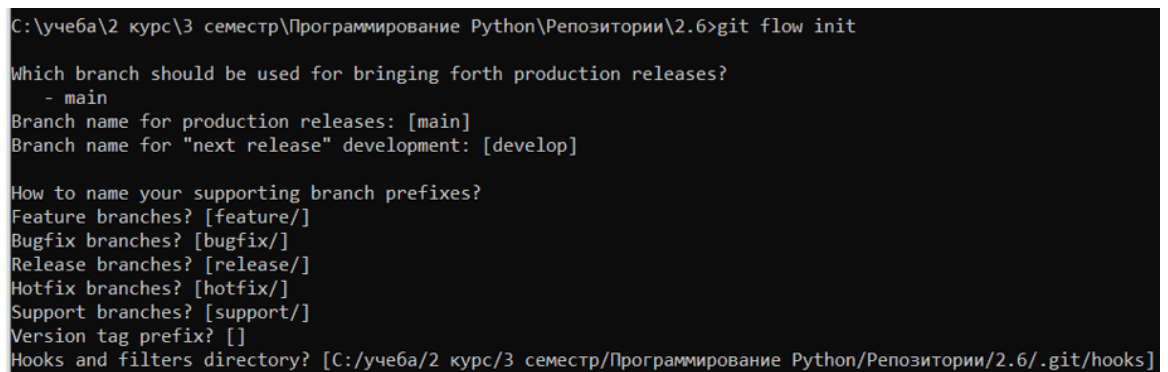 C:\учеба\2 курс\3 семестр\Программирование Python\Репозитории\2.6>git flow init
Which branch should be used for bringing forth production releases?
- main
Branch name for production releases: [main]
Branch name for "next release" development: [develop]
How to name your supporting branch prefixes?
Feature branches? [feature/]
Bugfix branches? [bugfix/]
Release branches? [release/]
Hotfix branches? [hotfix/]
Support branches? [support/]
Version tag prefix? []
Hooks and filters directory? [C:/учеба/2 курс/3 семестр/Программирование Python/Репозитории/2.6/.git/hooks]